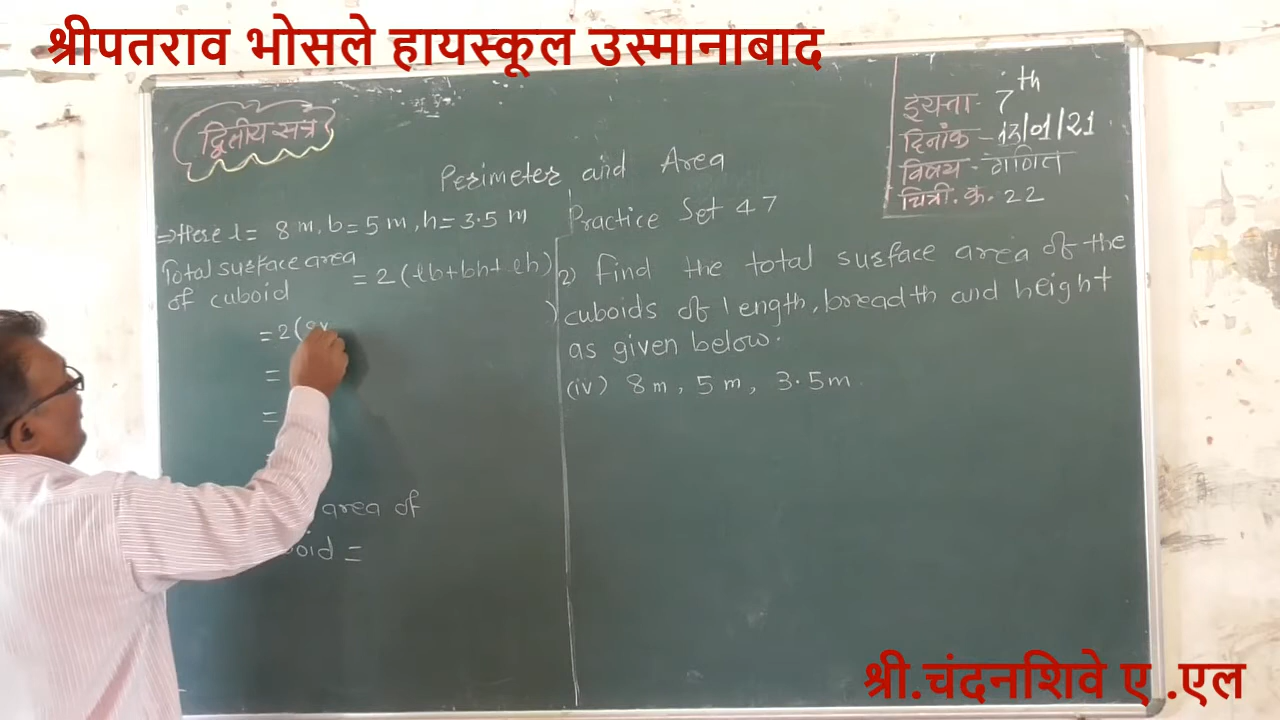 श्रीपतराव भोसले हायस्कूल उस्मानाबाद
द्वितीय सत्र
इयत्ता- 7th
दिनांक - 13/01/21
विषय - गणित
चित्री. क्र. 22
Perimeter and Area
⇒ Here l = 8 m, b = 5 m, h = 3.5 m
Total surface area of cuboid = 2(lb+bh+lh)
= 2(8×
=
=
area of
oid =
Practice Set 47
2) Find the total surface area of the
cuboids of length, breadth and height
as given below.
(iv) 8 m, 5 m, 3.5 m.
श्री.चंदनशिवे ए .एल